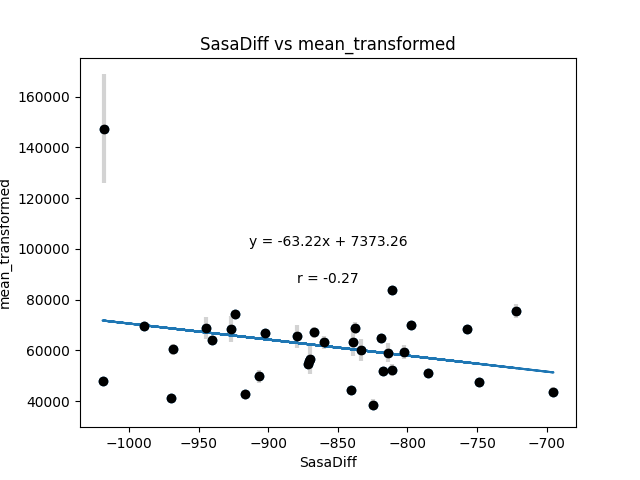 SasaDiff vs mean_transformed
mean_transformed
160000
140000
120000
100000
80000
60000
40000
y = -63.22x + 7373.26
r = -0.27
−1000
−950
−900
−850
−800
−750
−700
SasaDiff